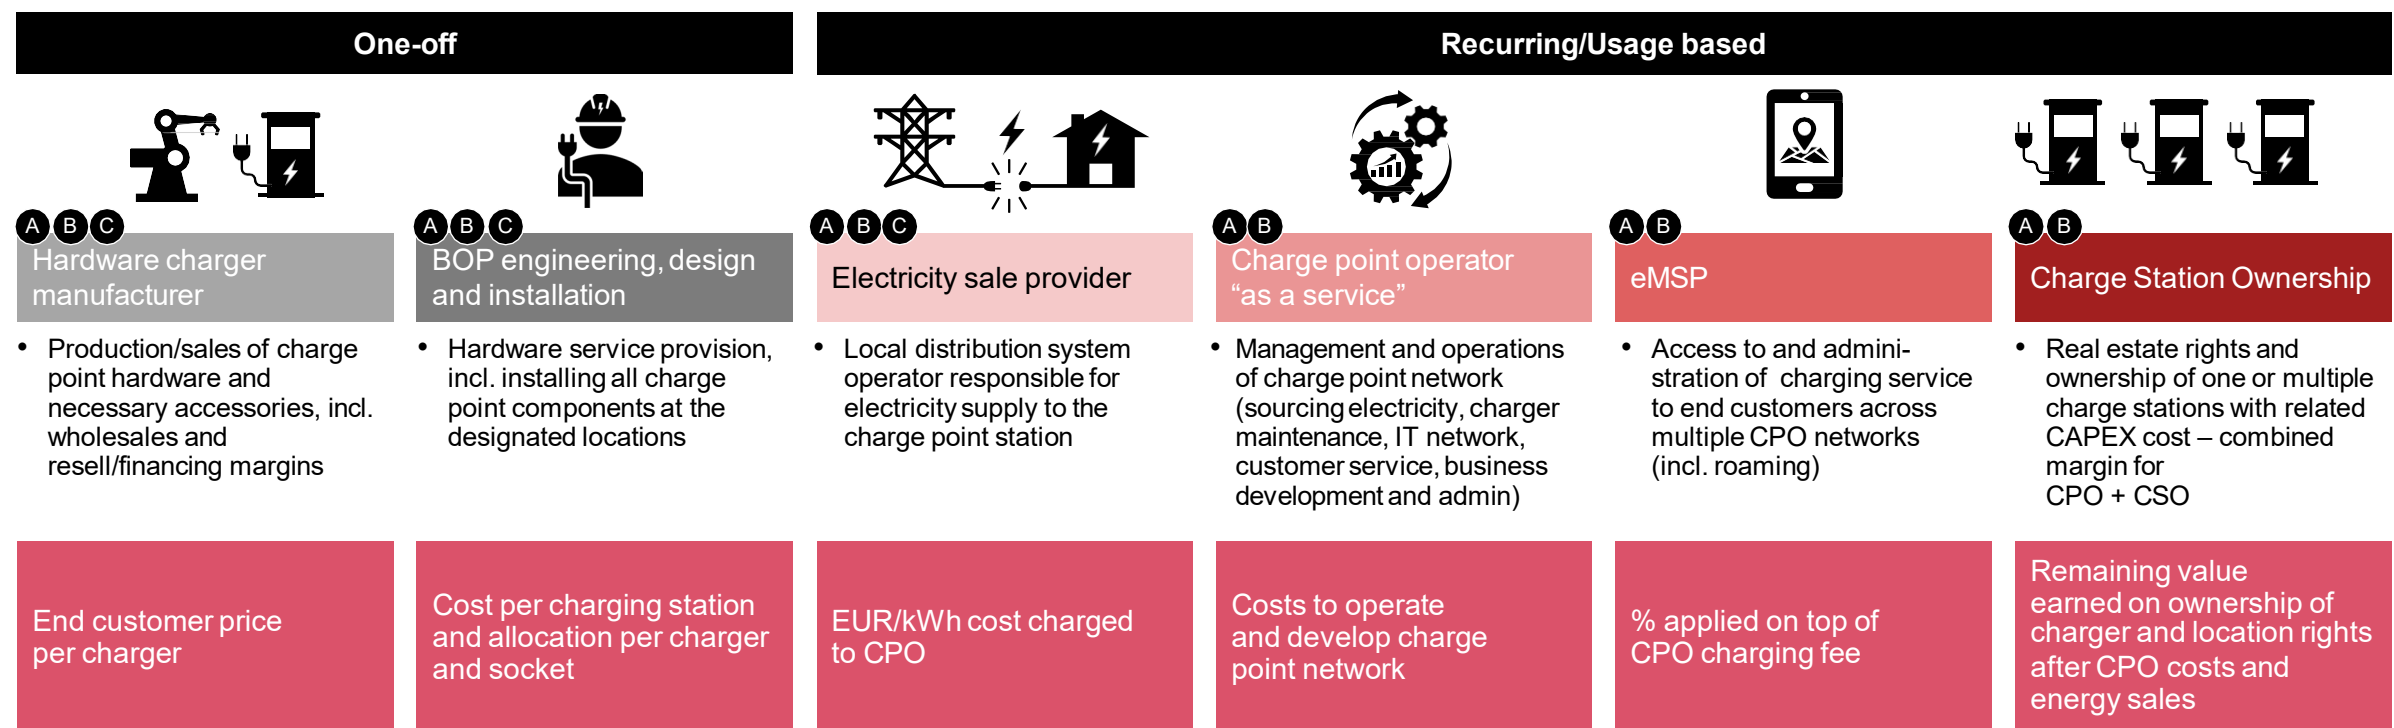 One-off
Recurring/Usage based
A B C
Hardware charger
manufacturer
• Production/sales of charge
point hardware and
necessary accessories, incl.
wholesales and
resell/financing margins
End customer price
per charger
A B C
BOP engineering, design
and installation
• Hardware service provision,
incl. installing all charge
point components at the
designated locations
Cost per charging station
and allocation per charger
and socket
A B C
Electricity sale provider
• Local distribution system
operator responsible for
electricity supply to the
charge point station
EUR/kWh cost charged
to CPO
A B
Charge point operator
“as a service”
• Management and operations
of charge point network
(sourcing electricity, charger
maintenance, IT network,
customer service, business
development and admin)
Costs to operate
and develop charge
point network
A B
eMSP
• Access to and admini-
stration of charging service
to end customers across
multiple CPO networks
(incl. roaming)
% applied on top of
CPO charging fee
A B
Charge Station Ownership
• Real estate rights and
ownership of one or multiple
charge stations with related
CAPEX cost – combined
margin for
CPO + CSO
Remaining value
earned on ownership of
charger and location rights
after CPO costs and
energy sales